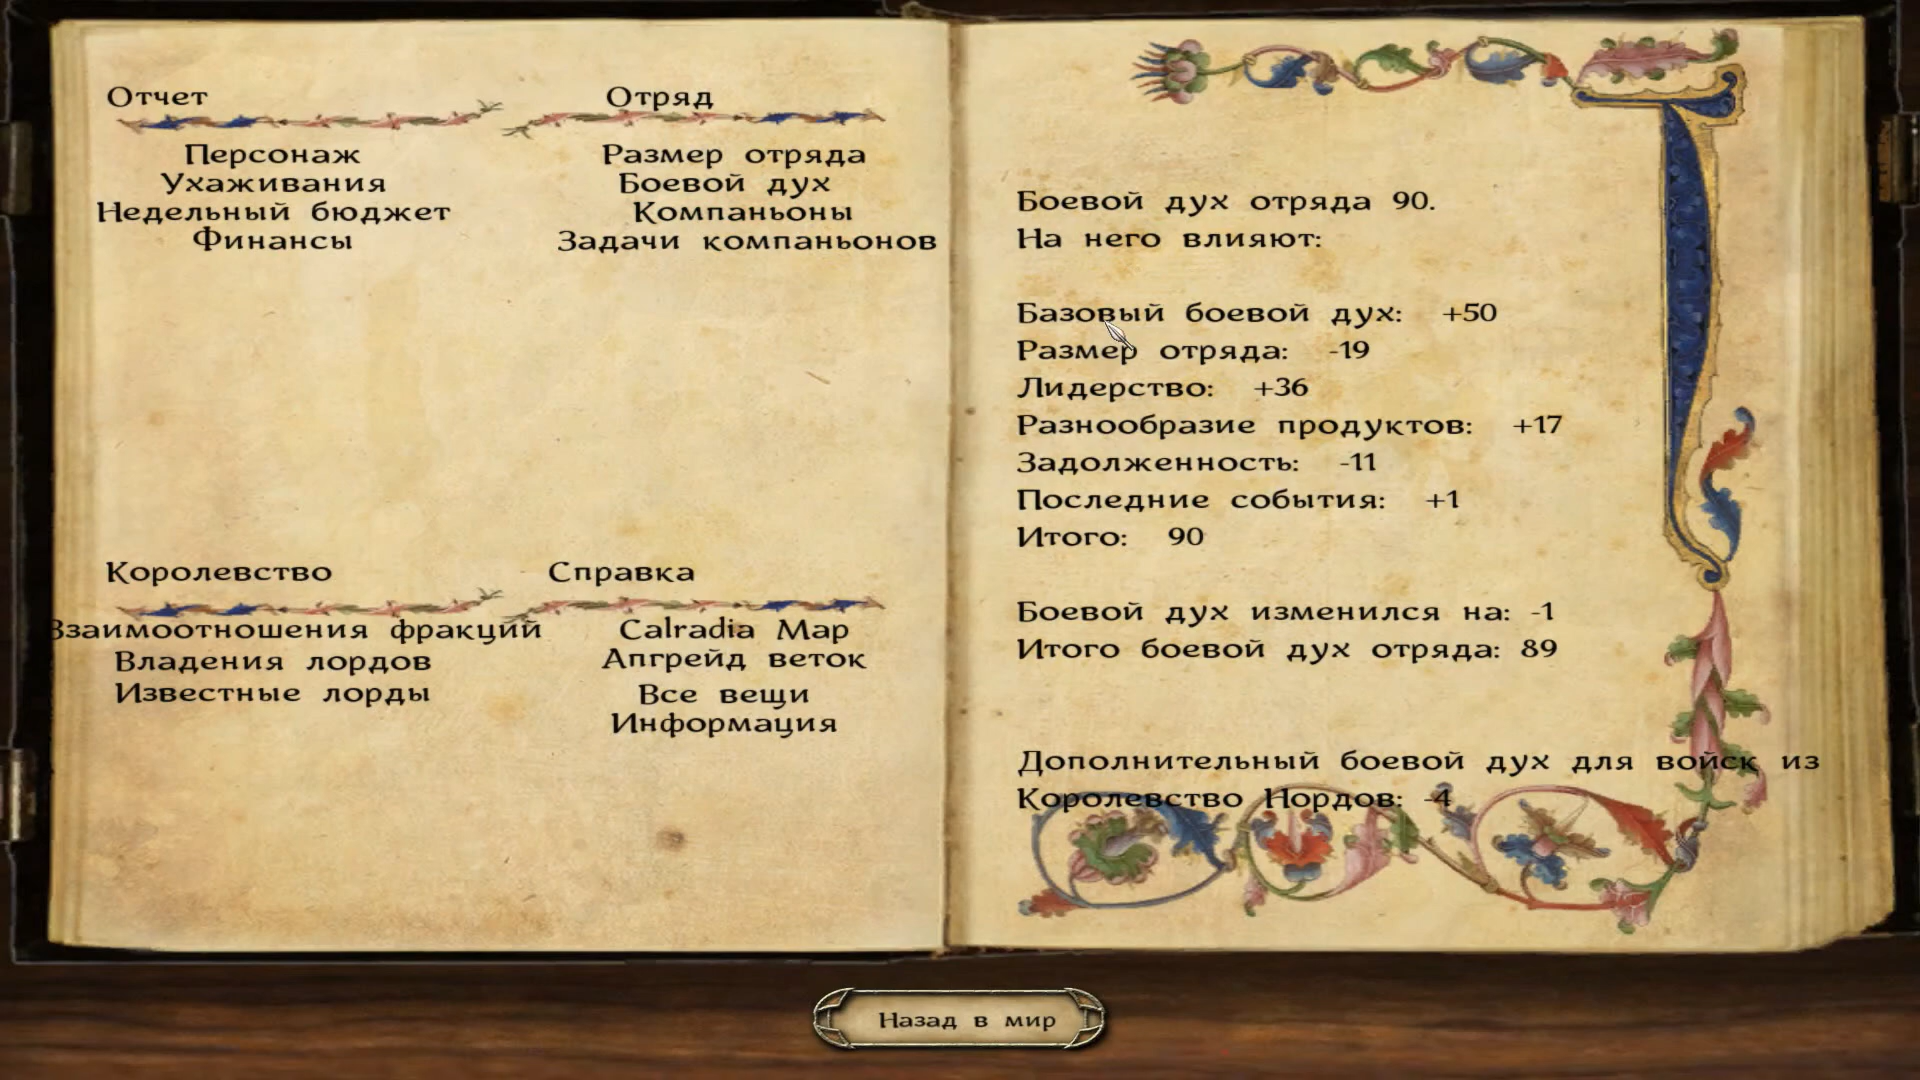 Отчет
Персонаж
Ухаживания
Недельный бюджет
Финансы
Отряд
Размер отряда
Боевой дух
Компаньоны
Задачи компаньонов
Королевство
Взаимоотношения фракций
Владения лордов
Известные лорды
Справка
Calradia Map
Апгрейд веток
Все вещи
Информация
Боевой дух отряда 90.
На него влияют:
Базовый боевой дух: +50
Размер отряда: -19
Лидерство: +36
Разнообразие продуктов: +17
Задолженность: -11
Последние события: +1
Итого: 90
Боевой дух изменился на: -1
Итого боевой дух отряда: 89
Дополнительный боевой дух для войск из
Королевство Нордов: -4
Назад в мир